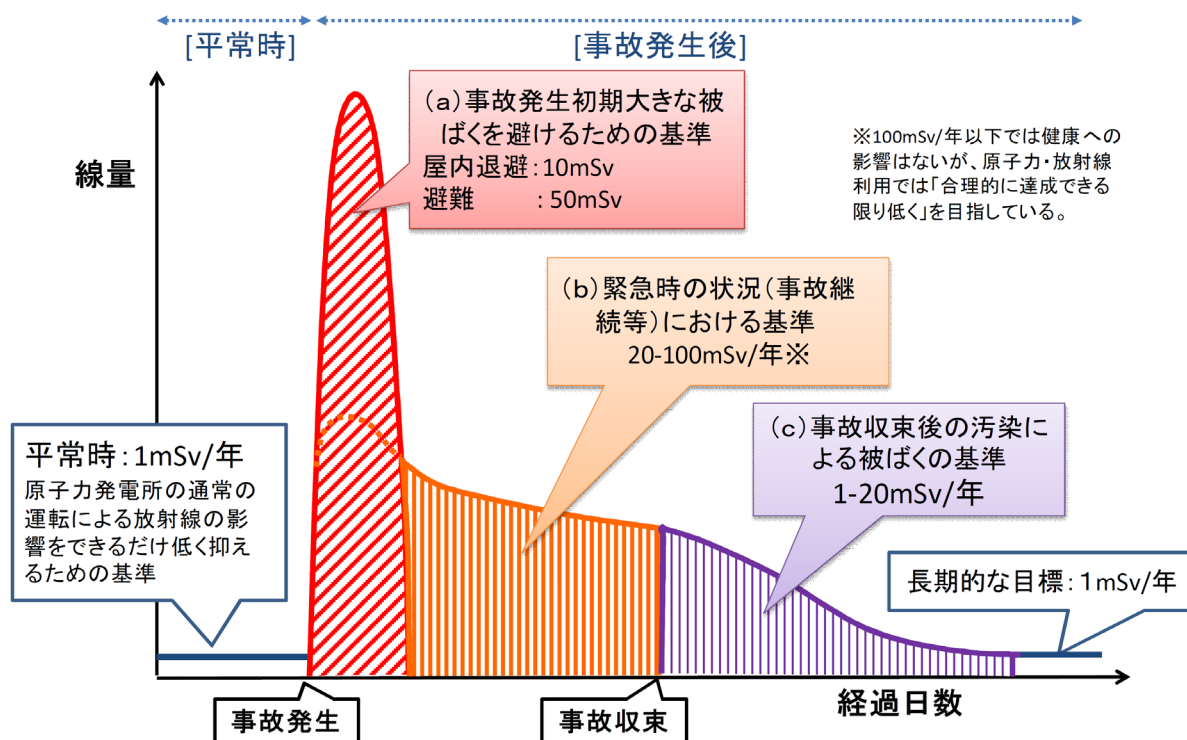 [平常時]
[事故発生後]
線量
(a)事故発生初期大きな被
ばくを避けるための基準
屋内退避:10mSv
避難 : 50mSv
※100mSv/年以下では健康への
影響はないが、原子力・放射線
利用では「合理的に達成できる
限り低く」を目指している。
(b)緊急時の状況(事故継
続等)における基準
20-100mSv/年※
(c)事故収束後の汚染に
よる被ばくの基準
1-20mSv/年
平常時:1mSv/年
原子力発電所の通常の
運転による放射線の影
響をできるだけ低く抑え
るための基準
長期的な目標:1mSv/年
事故発生
事故収束
経過日数